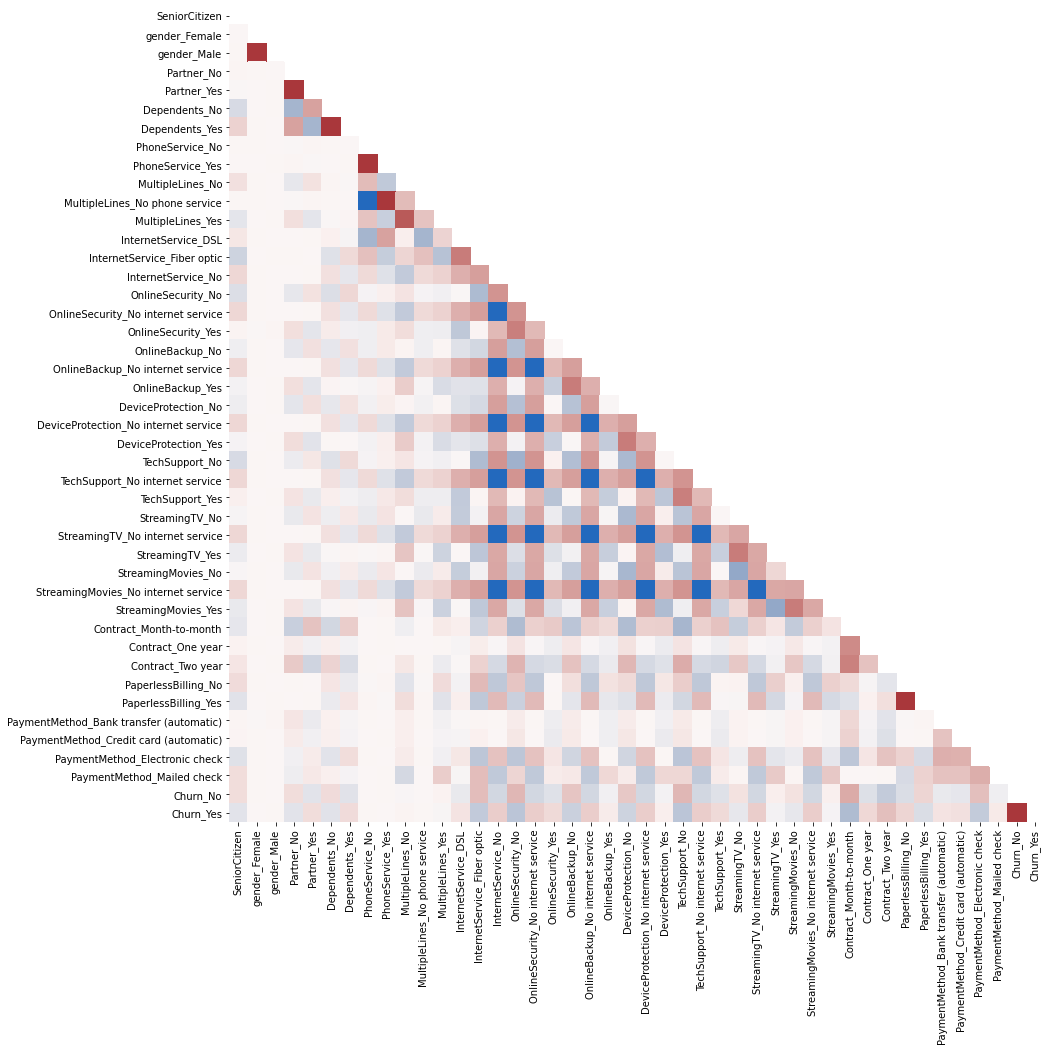 SeniorCitizen
gender_Female
gender_Male
Partner_No
Partner_Yes
Dependents_No
Dependents_Yes
PhoneService_No
PhoneService_Yes
MultipleLines_No
MultipleLines_No phone service
MultipleLines_Yes
InternetService_DSL
InternetService_Fiber optic
InternetService_No
OnlineSecurity_No
OnlineSecurity_No internet service
OnlineSecurity_Yes
OnlineBackup_No
OnlineBackup_No internet service
OnlineBackup_Yes
DeviceProtection_No
DeviceProtection_No internet service
DeviceProtection_Yes
TechSupport_No
TechSupport_No internet service
TechSupport_Yes
StreamingTV_No
StreamingTV_No internet service
StreamingTV_Yes
StreamingMovies_No
StreamingMovies_No internet service
StreamingMovies_Yes
Contract_Month-to-month
Contract_One year
Contract_Two year
PaperlessBilling_No
PaperlessBilling_Yes
PaymentMethod_Bank transfer (automatic)
PaymentMethod_Credit card (automatic)
PaymentMethod_Electronic check
PaymentMethod_Mailed check
Churn_No
Churn_Yes
SeniorCitizen
gender_Female
gender_Male
Partner_No
Partner_Yes
Dependents_No
Dependents_Yes
PhoneService_No
PhoneService_Yes
MultipleLines_No
MultipleLines_No phone service
MultipleLines_Yes
InternetService_DSL
InternetService_Fiber optic
InternetService_No
OnlineSecurity_No
OnlineSecurity_No internet service
OnlineSecurity_Yes
OnlineBackup_No
OnlineBackup_No internet service
OnlineBackup_Yes
DeviceProtection_No
DeviceProtection_No internet service
DeviceProtection_Yes
TechSupport_No
TechSupport_No internet service
TechSupport_Yes
StreamingTV_No
StreamingTV_No internet service
StreamingTV_Yes
StreamingMovies_No
StreamingMovies_No internet service
StreamingMovies_Yes
Contract_Month-to-month
Contract_One year
Contract_Two year
PaperlessBilling_No
PaperlessBilling_Yes
PaymentMethod_Bank transfer (automatic)
PaymentMethod_Credit card (automatic)
PaymentMethod_Electronic check
PaymentMethod_Mailed check
Churn_No
Churn_Yes